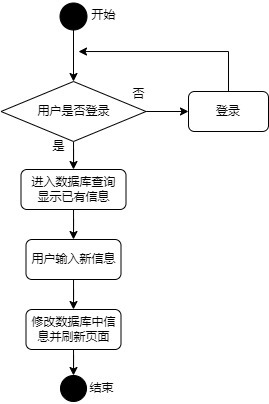 开始
否
用户是否登录
登录
是
进入数据库查询
显示已有信息
用户输入新信息
修改数据库中信
息并刷新页面
结束